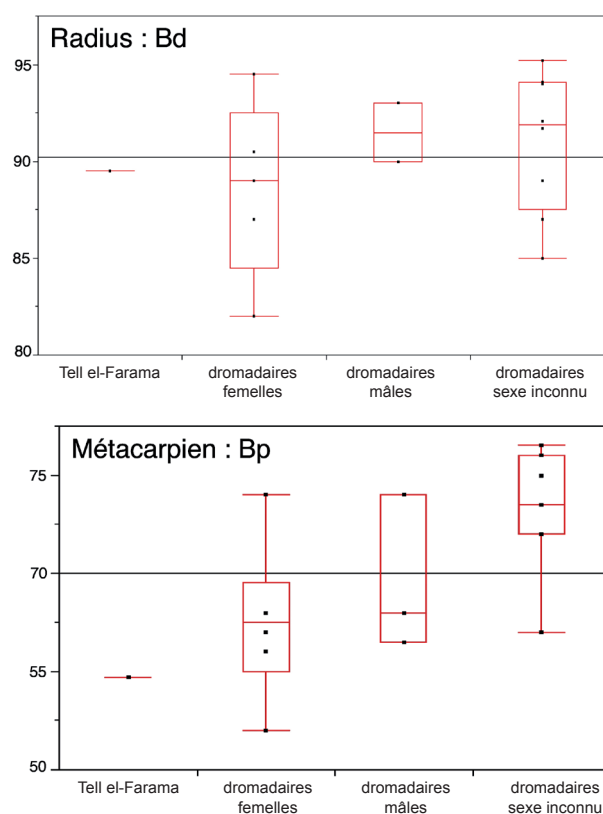 Radius : Bd
95
90
85
80
Tell el-Farama
dromadaires
femelles
dromadaires
mâles
dromadaires
sexe inconnu
Métacarpien : Bp
75
70
55
50
Tell el-Farama
dromadaires
femelles
dromadaires
mâles
dromadaires
sexe inconnu